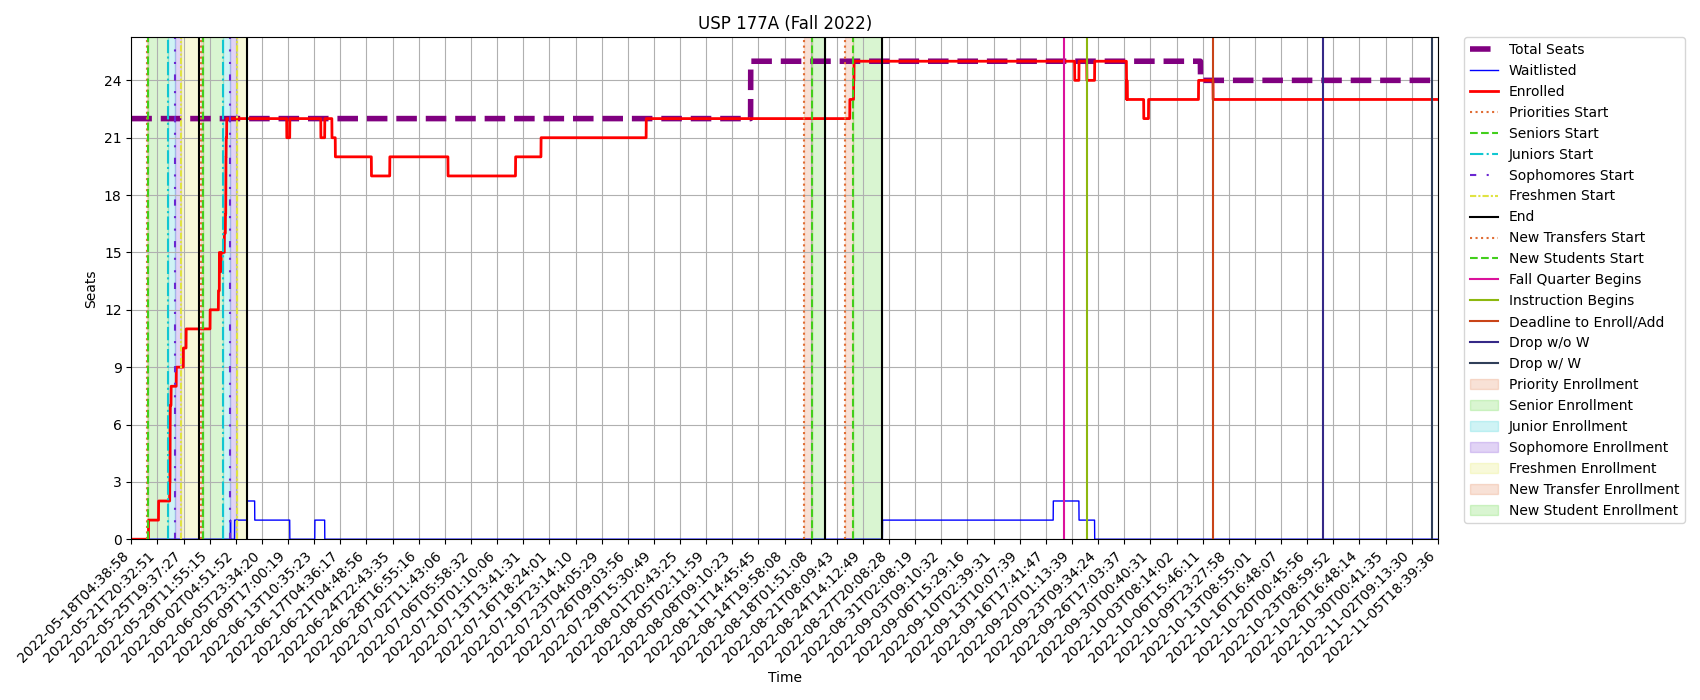 USP 177A (Fall 2022)
Seats
24
21
18
15
12
9
6
3
0
2022-05-18T04:38:58
2022-05-21T20:32:51
2022-05-25T19:37:27
2022-05-29T11:55:15
2022-06-02T04:51:52
2022-06-05T23:34:20
2022-06-09T17:00:19
2022-06-13T10:35:23
2022-06-17T04:36:17
2022-06-21T04:48:56
2022-06-24T22:43:35
2022-06-28T16:55:16
2022-07-02T11:43:06
2022-07-06T05:58:32
2022-07-10T01:10:06
2022-07-13T13:41:31
2022-07-16T18:24:01
2022-07-19T23:14:10
2022-07-23T04:05:29
2022-07-26T09:03:56
2022-07-29T15:30:49
2022-08-01T20:43:25
2022-08-05T02:11:59
2022-08-08T09:10:23
2022-08-11T14:45:45
2022-08-14T19:58:08
2022-08-18T01:51:08
2022-08-21T08:09:43
2022-08-24T14:12:49
2022-08-27T20:08:28
2022-08-31T02:08:19
2022-09-03T09:10:32
2022-09-06T15:29:16
2022-09-10T02:39:31
2022-09-13T10:07:39
2022-09-16T17:41:47
2022-09-20T01:13:39
2022-09-23T09:34:24
2022-09-26T17:03:37
2022-09-30T00:40:31
2022-10-03T08:14:02
2022-10-06T15:46:11
2022-10-09T23:27:58
2022-10-13T08:55:01
2022-10-16T16:48:07
2022-10-20T00:45:56
2022-10-23T08:59:52
2022-10-26T16:48:14
2022-10-30T00:41:35
2022-11-02T09:13:30
2022-11-05T18:39:36
Time
Total Seats
Waitlisted
Enrolled
Priorities Start
Seniors Start
Juniors Start
Sophomores Start
Freshmen Start
End
New Transfers Start
New Students Start
Fall Quarter Begins
Instruction Begins
Deadline to Enroll/Add
Drop w/o W
Drop w/ W
Priority Enrollment
Senior Enrollment
Junior Enrollment
Sophomore Enrollment
Freshmen Enrollment
New Transfer Enrollment
New Student Enrollment